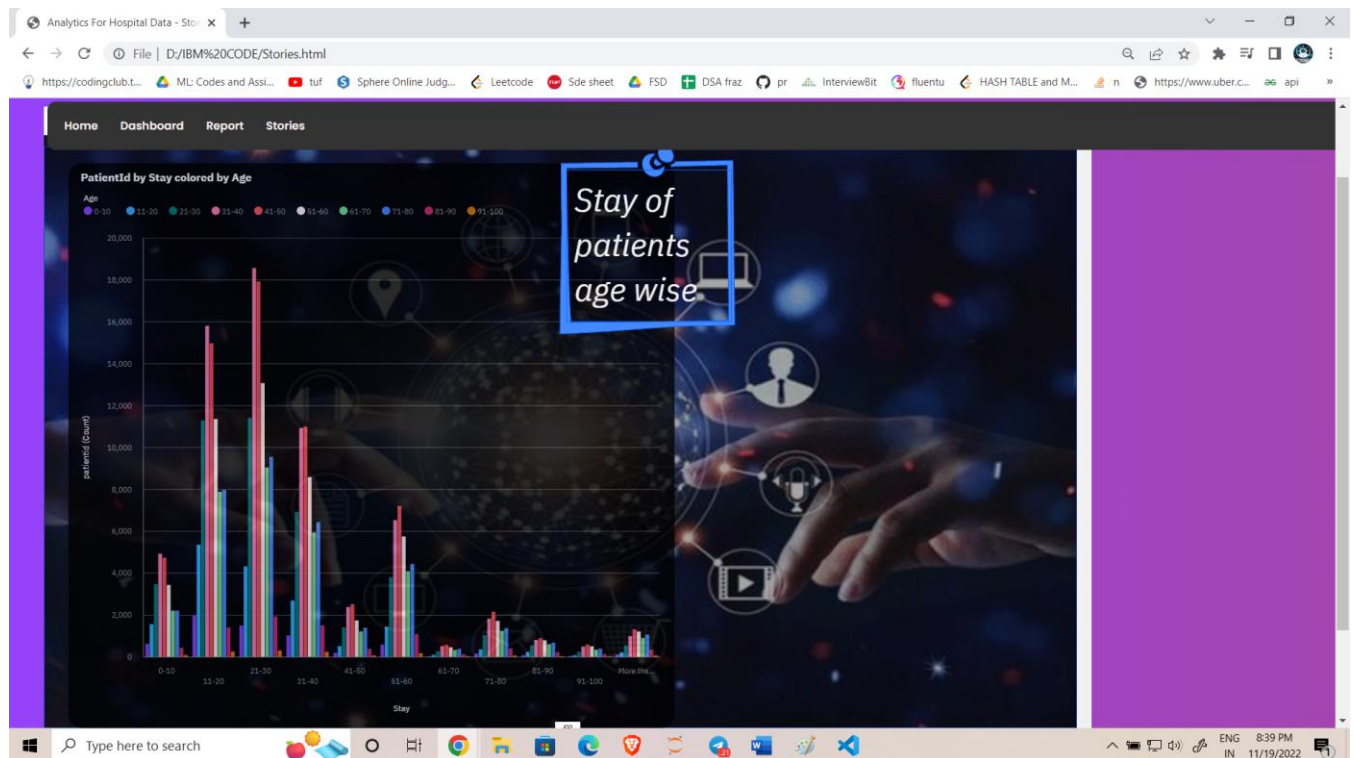 Analytics For Hospital Data - Stor
File | D:/IBM%20CODE/Stories.html
https://codingclub.t... ML: Codes and Assi... tuf Sphere Online Judg... Leetcode Sde sheet FSD DSA fraz pr InterviewBit fluentu HASH TABLE and M... n https://www.uber.c... api »
Home Dashboard Report Stories
PatientId by Stay colored by Age
Age
0-10 11-20 21-30 31-40 41-50 51-60 61-70 71-80 81-90 91-100
Stay of
patients
age wise
20,000
18,000
16,000
14,000
12,000
10,000
8,000
6,000
4,000
2,000
0
patientid (Count)
0-10 21-30 41-50 61-70 81-90 More tha...
11-20 31-40 51-60 71-80 91-100
Stay
Type here to search
ENG 8:39 PM
IN 11/19/2022